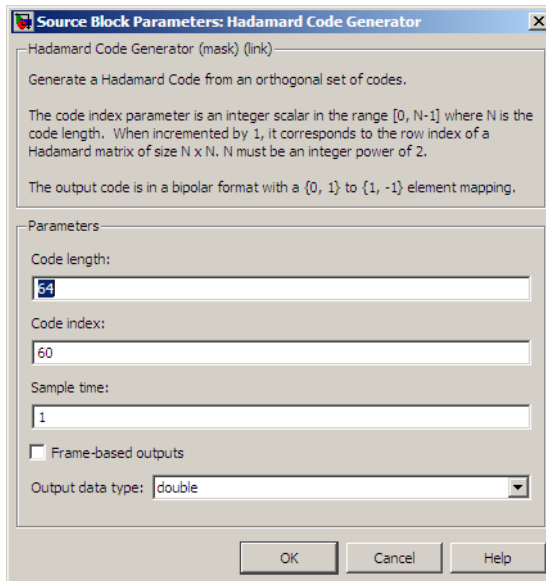 Source Block Parameters: Hadamard Code Generator
Hadamard Code Generator (mask) (link)
Generate a Hadamard Code from an orthogonal set of codes.
The code index parameter is an integer scalar in the range [0, N-1] where N is the
code length. When incremented by 1, it corresponds to the row index of a
Hadamard matrix of size N x N. N must be an integer power of 2.
The output code is in a bipolar format with a {0, 1} to {1, -1} element mapping.
Parameters
Code length:
64
Code index:
60
Sample time:
1
Frame-based outputs
Output data type: double
OK Cancel Help